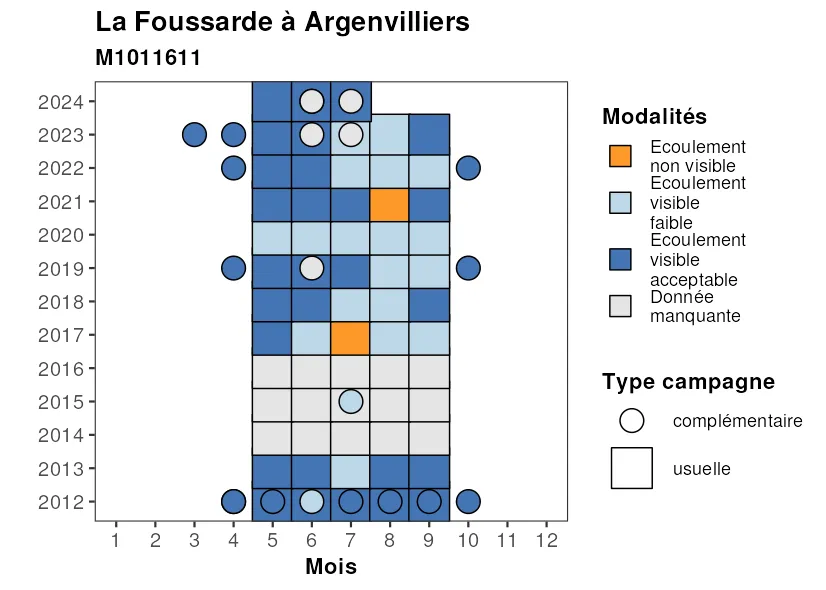 La Foussarde à Argenvilliers
M1011611
2024
2023
2022
2021
2020
2019
2018
2017
2016
2015
2014
2013
2012
1 2 3 4 5 6 7 8 9 10 11 12
Mois
Modalités
Ecoulement
non visible
Ecoulement
visible
faible
Ecoulement
visible
acceptable
Donnée
manquante
Type campagne
complémentaire
usuelle